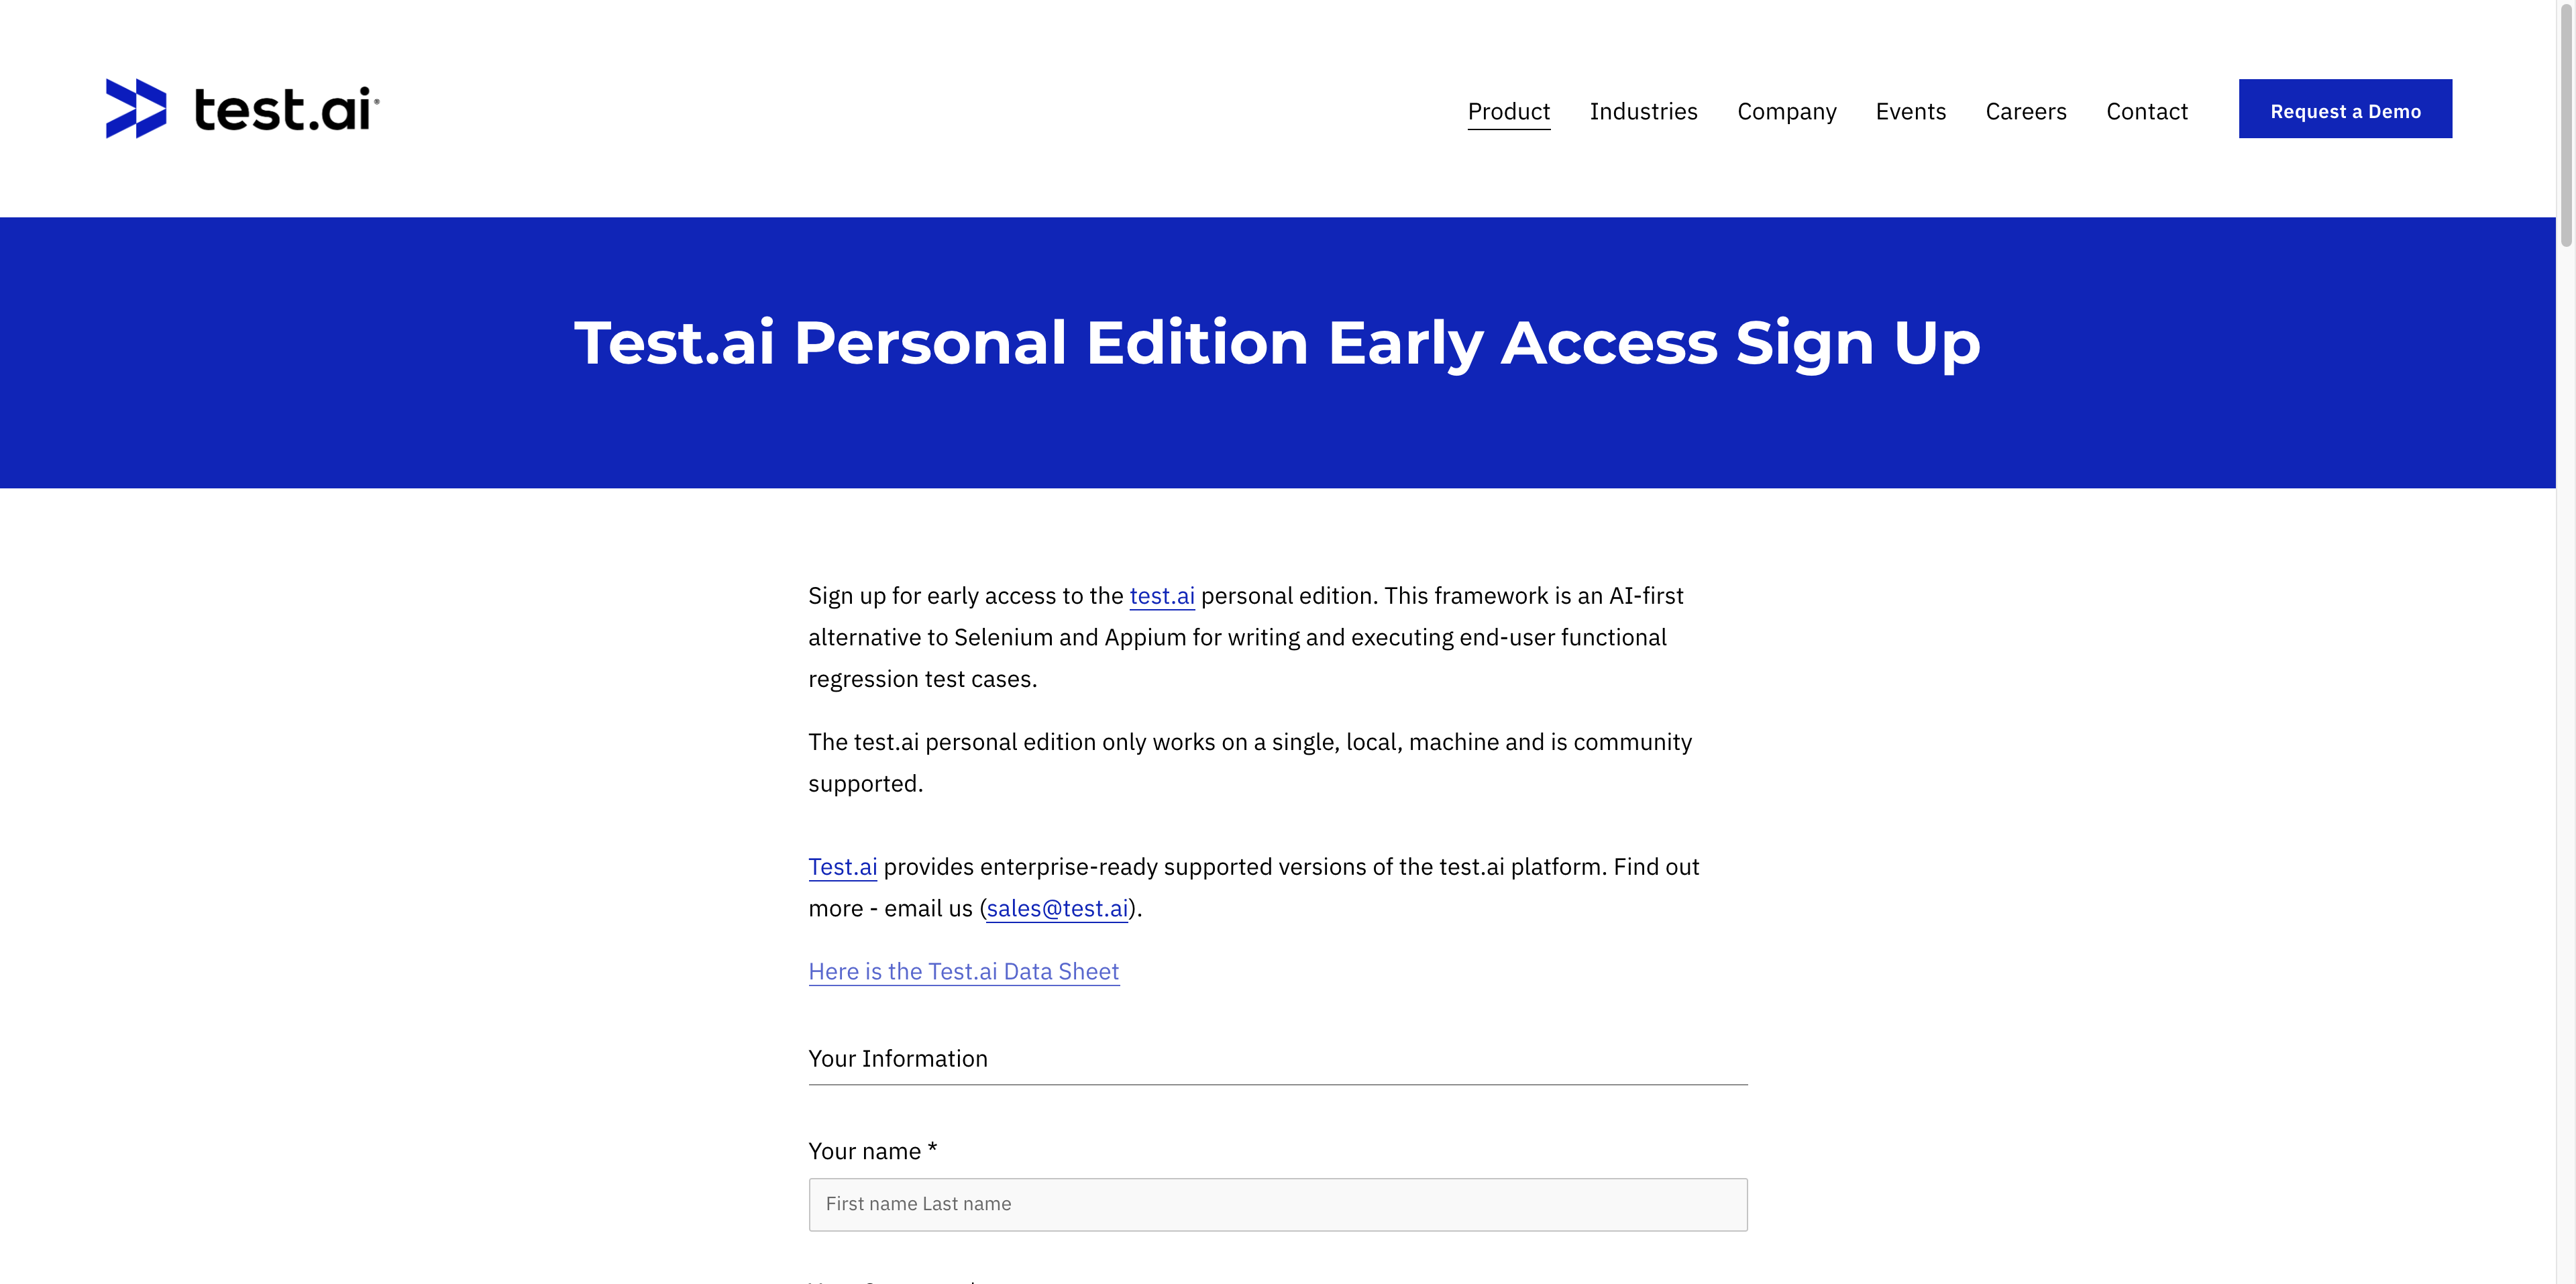 test.ai®
Product Industries Company Events Careers Contact Request a Demo
Test.ai Personal Edition Early Access Sign Up
Sign up for early access to the test.ai personal edition. This framework is an AI-first
alternative to Selenium and Appium for writing and executing end-user functional
regression test cases.
The test.ai personal edition only works on a single, local, machine and is community
supported.
Test.ai provides enterprise-ready supported versions of the test.ai platform. Find out
more - email us (sales@test.ai).
Here is the Test.ai Data Sheet
Your Information
Your name *
First name Last name